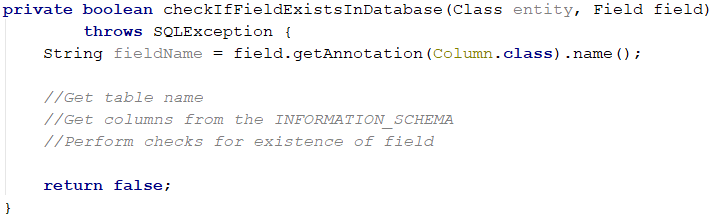 private boolean checkIfFieldExistsInDatabase(Class entity, Field field)
throws SQLException {
String fieldName = field.getAnnotation(Column.class).name();
//Get table name
//Get columns from the INFORMATION_SCHEMA
//Perform checks for existence of field
return false;
}